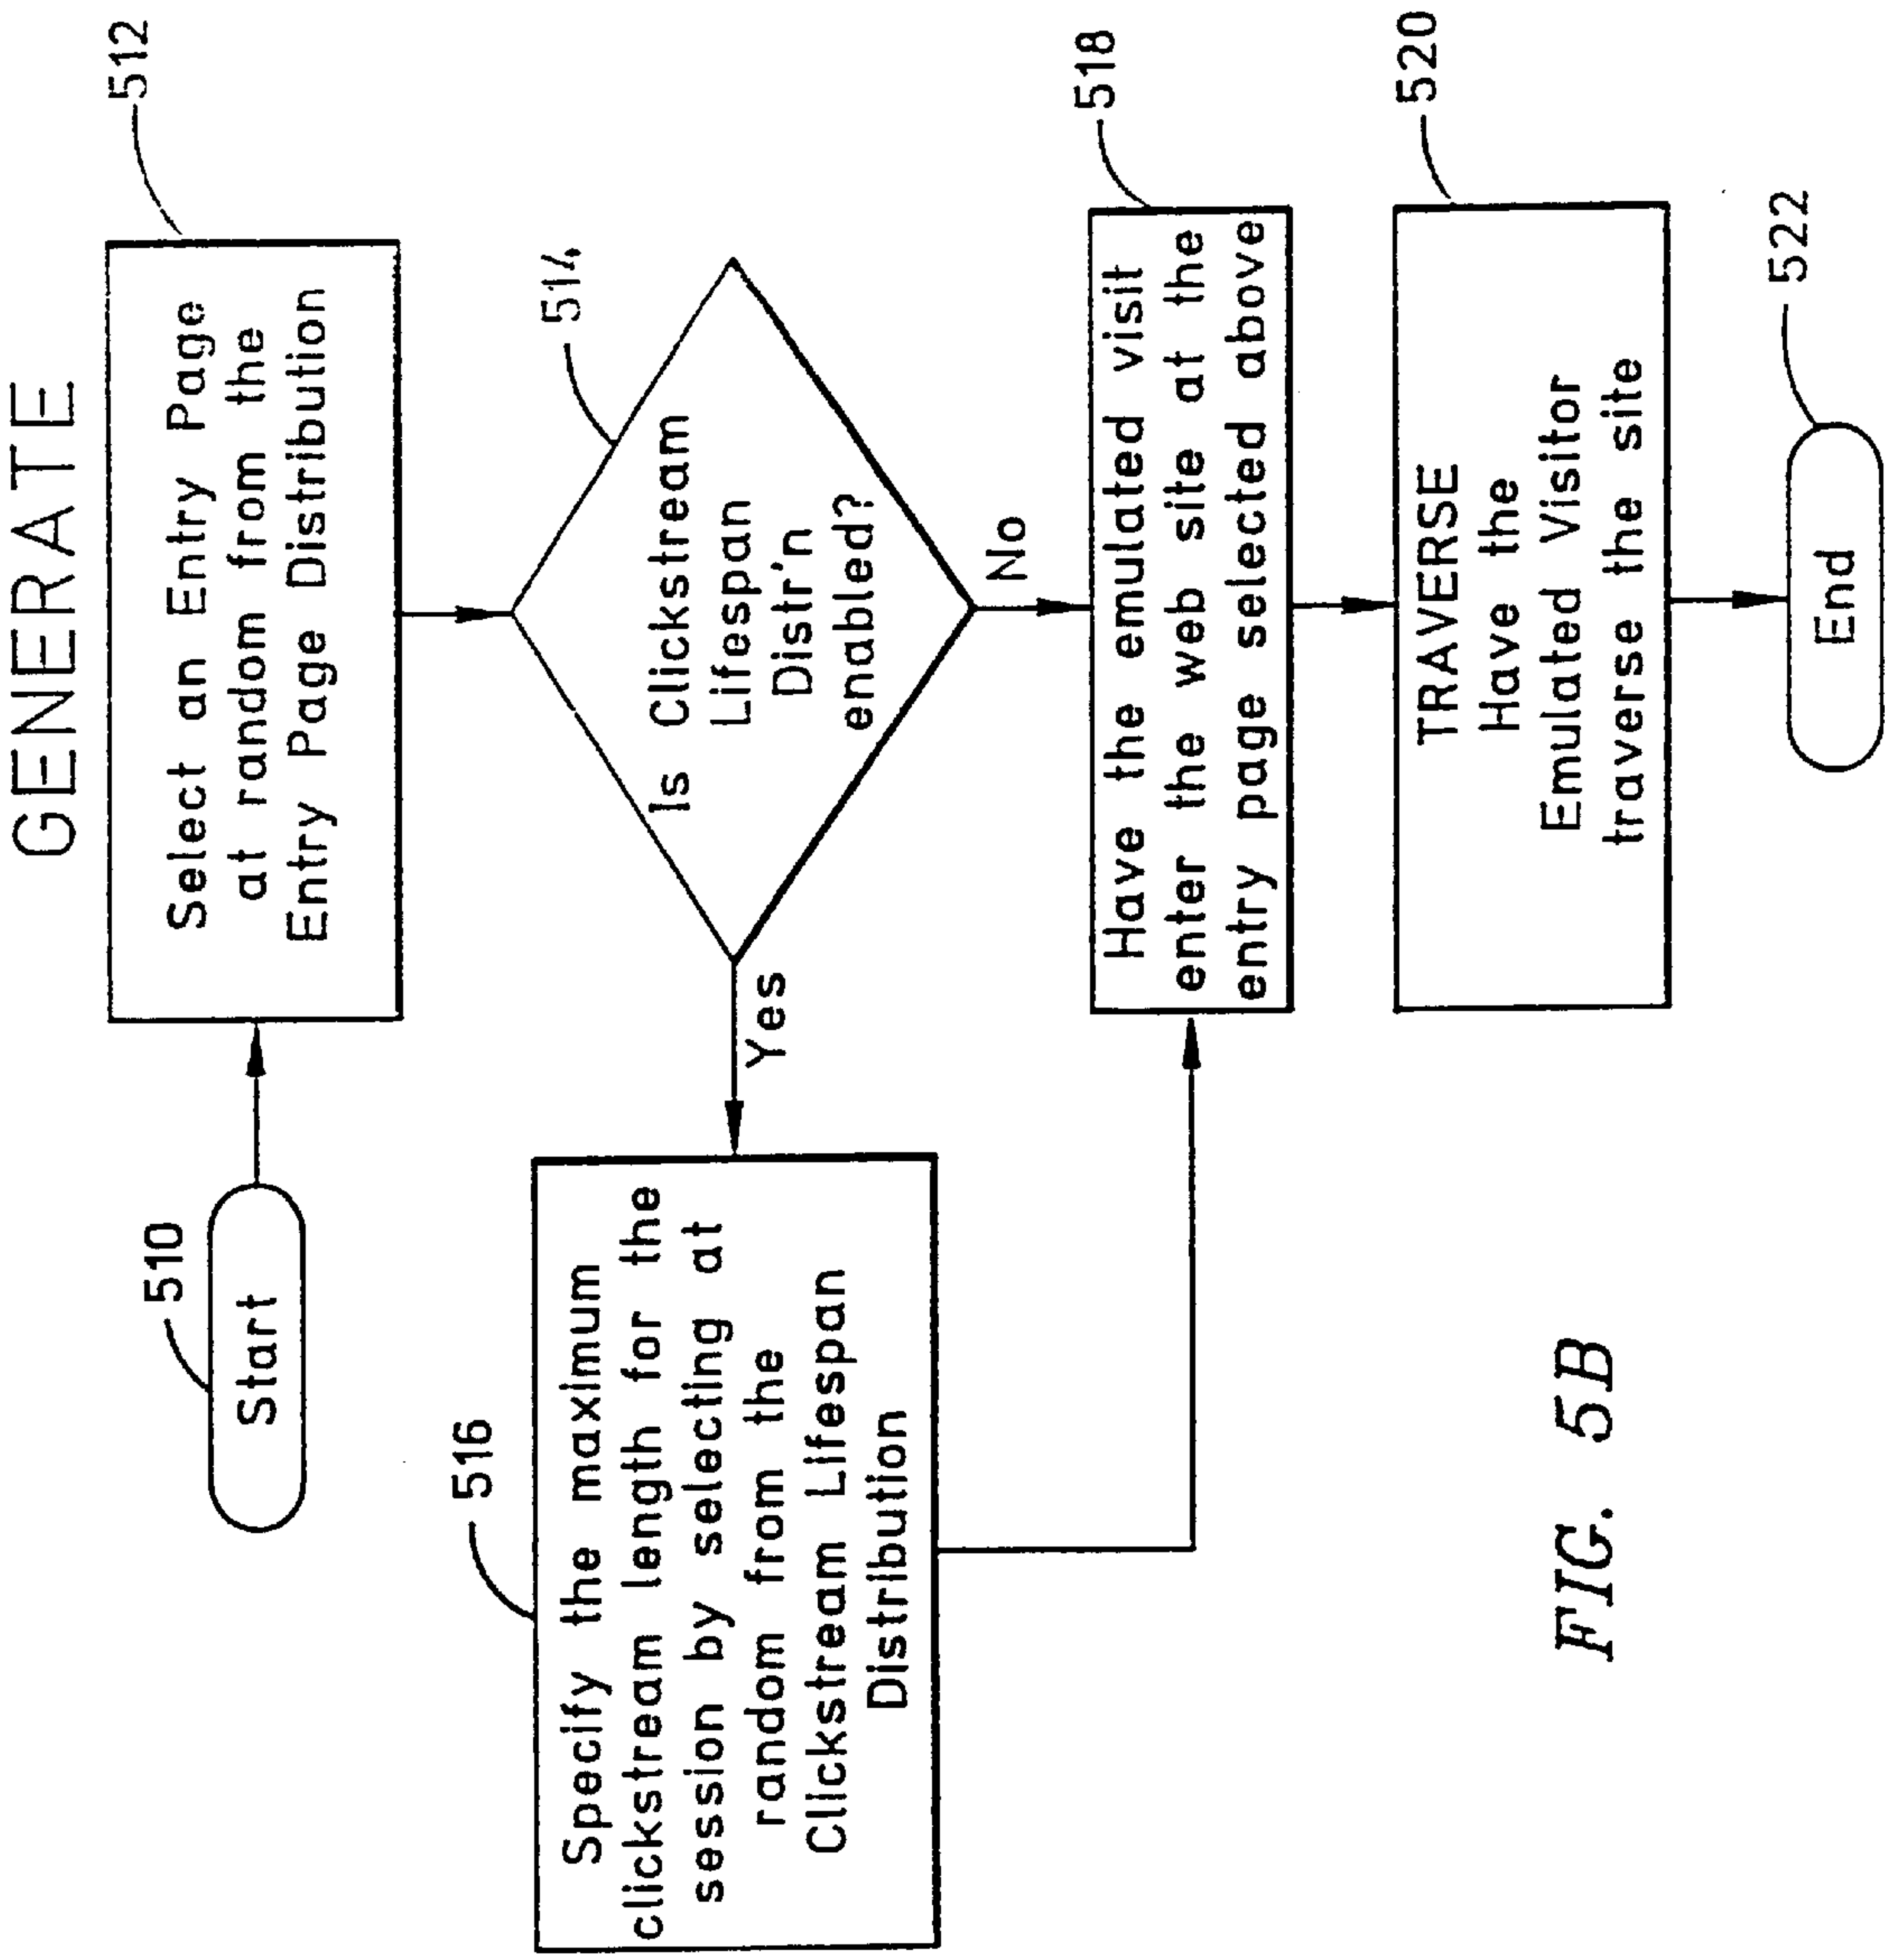 GENERATE
510
Start
512
Select an Entry Page
at random from the
Entry Page Distribution
514
Is Clickstream
Lifespan
Distr'n
enabled?
Yes
No
516
Specify the maximum
clickstream length for the
session by selecting at
random from the
Clickstream Lifespan
Distribution
518
Have the emulated visit
enter the web site at the
entry page selected above
520
TRAVERSE
Have the
Emulated Visitor
traverse the site
522
End
FIG. 5B